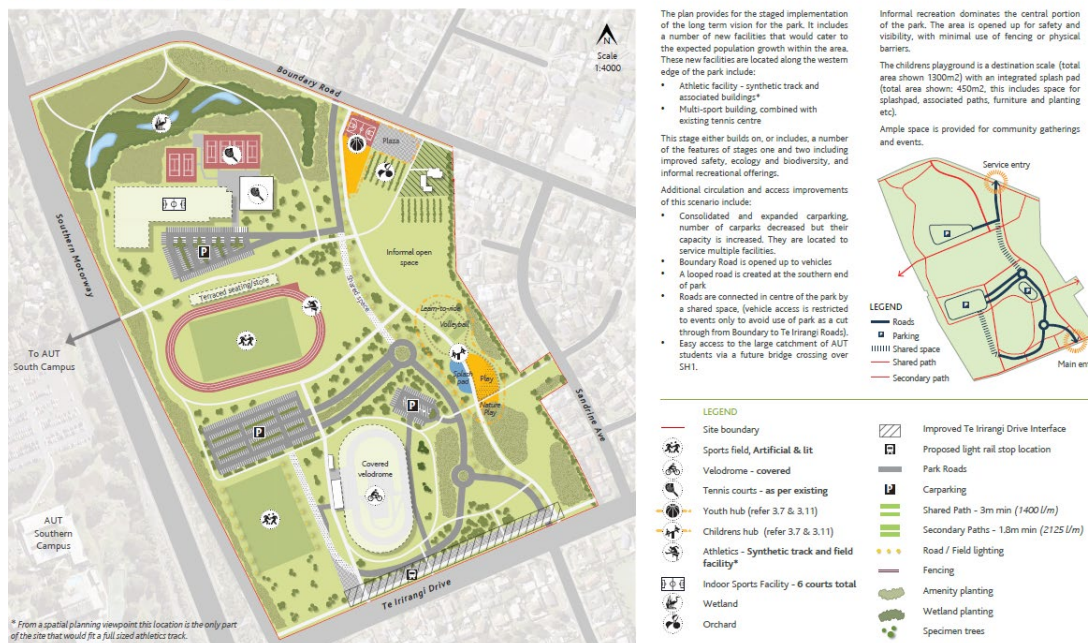 N
Scale
1:4000
Boundary Road
Plaza
Southern Motorway
P
Informal open
space
Terraced seating/store
Shared space
Learn-to-ride
Volleyball
To AUT
South Campus
Splash
pad
Play
Nature
Play
Sandrine Ave
P
P
Covered
velodrome
AUT
Southern
Campus
Te Irirangi Drive
* From a spatial planning viewpoint this location is the only part
of the site that would fit a full sized athletics track.
The plan provides for the staged implementation
of the long term vision for the park. It includes
a number of new facilities that would cater to
the expected population growth within the area.
These new facilities are located along the western
edge of the park include:
• Athletic facility - synthetic track and
associated buildings*
• Multi-sport building, combined with
existing tennis centre
This stage either builds on, or includes, a number
of the features of stages one and two including
improved safety, ecology and biodiversity, and
informal recreational offerings.
Additional circulation and access improvements
of this scenario include:
• Consolidated and expanded carparking,
number of carparks decreased but their
capacity is increased. They are located to
service multiple facilities.
• Boundary Road is opened up to vehicles
• A looped road is created at the southern end
of park
• Roads are connected in centre of the park by
a shared space, (vehicle access is restricted
to events only to avoid use of park as a cut
through from Boundary to Te Irirangi Roads).
• Easy access to the large catchment of AUT
students via a future bridge crossing over
SH1.
Informal recreation dominates the central portion
of the park. The area is opened up for safety and
visibility, with minimal use of fencing or physical
barriers.
The childrens playground is a destination scale (total
area shown 1300m2) with an integrated splash pad
(total area shown: 450m2, this includes space for
splashpad, associated paths, furniture and planting
etc).
Ample space is provided for community gatherings
and events.
Service entry
P
P
P
Main ent
LEGEND
Roads
P Parking
Shared space
Shared path
Secondary path
LEGEND
Site boundary
Sports field, Artificial & lit
Velodrome - covered
Tennis courts - as per existing
Youth hub (refer 3.7 & 3.11)
Childrens hub (refer 3.7 & 3.11)
Athletics - Synthetic track and field
facility*
Indoor Sports Facility - 6 courts total
Wetland
Orchard
Improved Te Irirangi Drive Interface
Proposed light rail stop location
Park Roads
P Carparking
Shared Path - 3m min (1400 l/m)
Secondary Paths - 1.8m min (2125 l/m)
Road / Field lighting
Fencing
Amenity planting
Wetland planting
Specimen trees